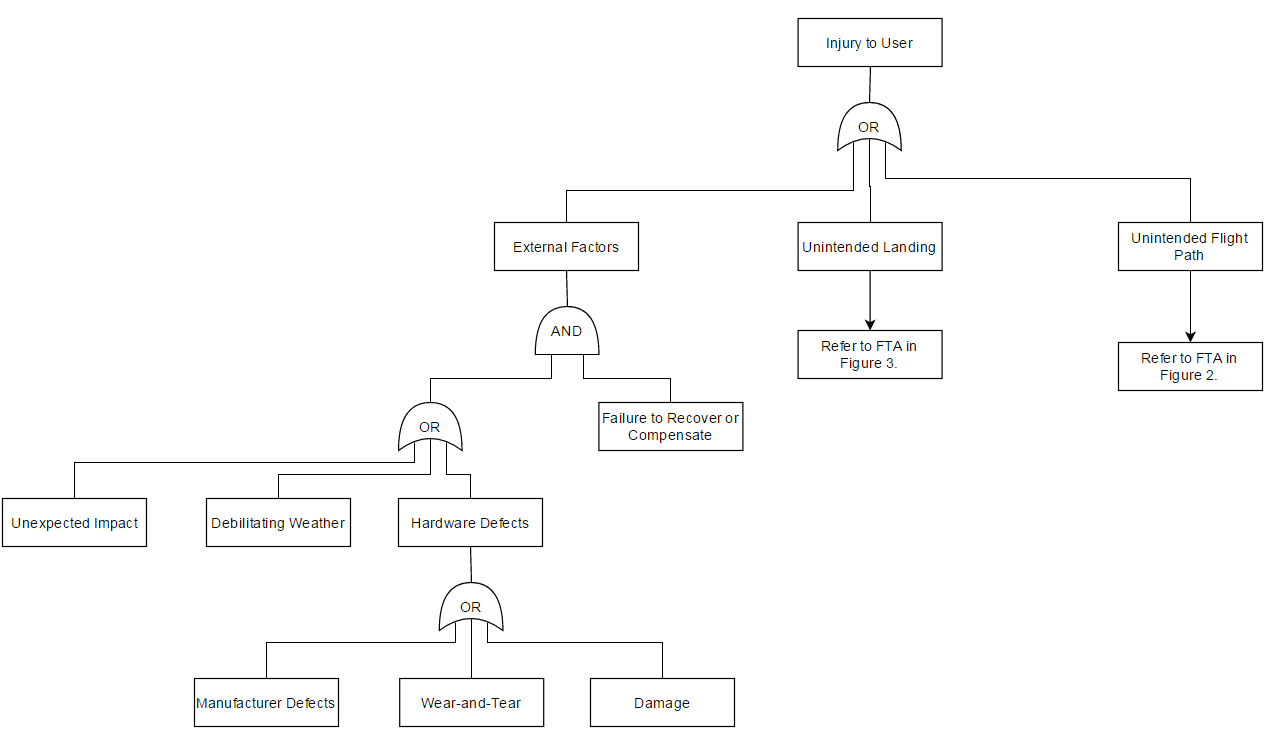 Injury to User
OR
External Factors
Unintended Landing
Unintended Flight
Path
AND
Refer to FTA in
Figure 3.
Refer to FTA in
Figure 2.
OR
Failure to Recover or
Compensate
Unexpected Impact
Debilitating Weather
Hardware Defects
OR
Manufacturer Defects
Wear-and-Tear
Damage